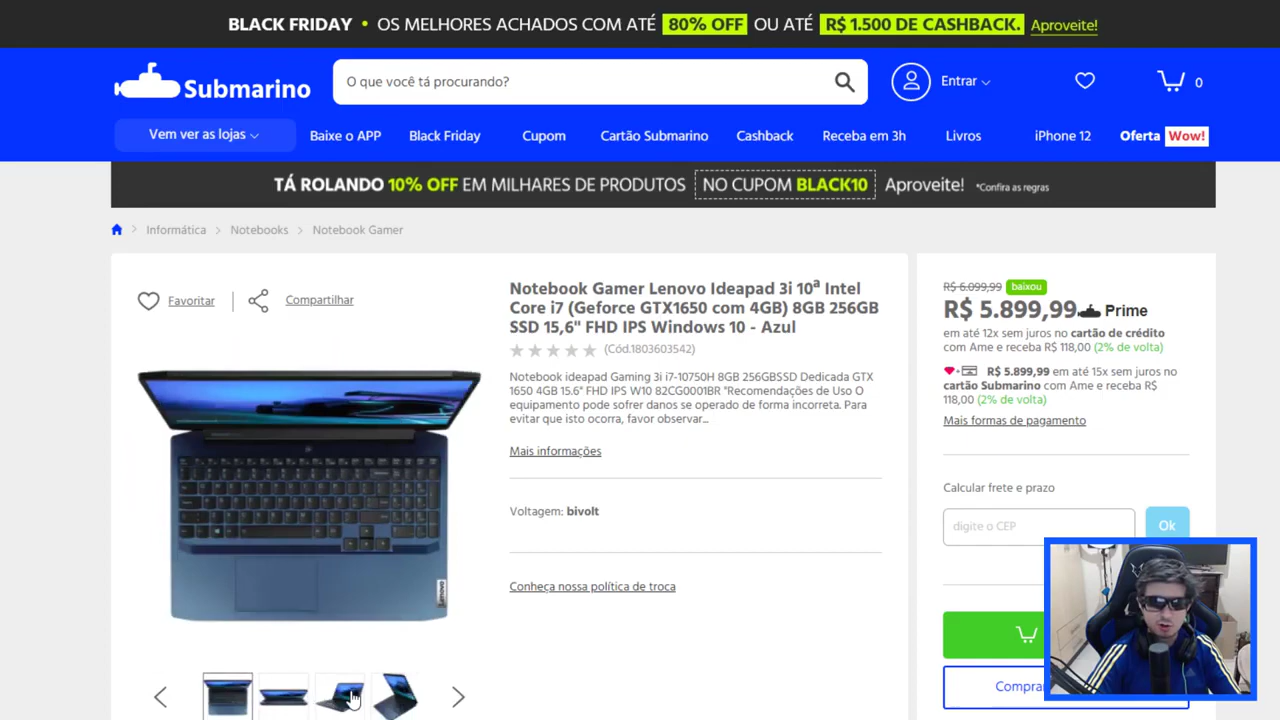 BLACK FRIDAY • OS MELHORES ACHADOS COM ATÉ 80% OFF OU ATÉ R$ 1.500 DE CASHBACK. Aproveite!
Submarino
O que você tá procurando?
Entrar
0
Vem ver as lojas
Baixe o APP
Black Friday
Cupom
Cartão Submarino
Cashback
Receba em 3h
Livros
iPhone 12
Oferta Wow!
TÁ ROLANDO 10% OFF EM MILHARES DE PRODUTOS NO CUPOM BLACK10 Aproveite! *Confira as regras
Informática > Notebooks > Notebook Gamer
Favoritar
Compartilhar
Notebook Gamer Lenovo Ideapad 3i 10ª Intel
Core i7 (Geforce GTX1650 com 4GB) 8GB 256GB
SSD 15,6" FHD IPS Windows 10 - Azul
(Cód.1803603542)
Notebook ideapad Gaming 3i i7-10750H 8GB 256GBSSD Dedicada GTX
1650 4GB 15.6" FHD IPS W10 82CG0001BR "Recomendações de Uso O
equipamento pode sofrer danos se operado de forma incorreta. Para
evitar que isto ocorra, favor observar...
Mais informações
Voltagem: bivolt
Conheça nossa política de troca
Lenovo
R$ 6.099,99 baixou
R$ 5.899,99 Prime
em até 12x sem juros no cartão de crédito
com Ame e receba R$ 118,00 (2% de volta)
R$ 5.899,99 em até 15x sem juros no
cartão Submarino com Ame e receba R$
118,00 (2% de volta)
Mais formas de pagamento
Calcular frete e prazo
digite o CEP
Ok
Comprar